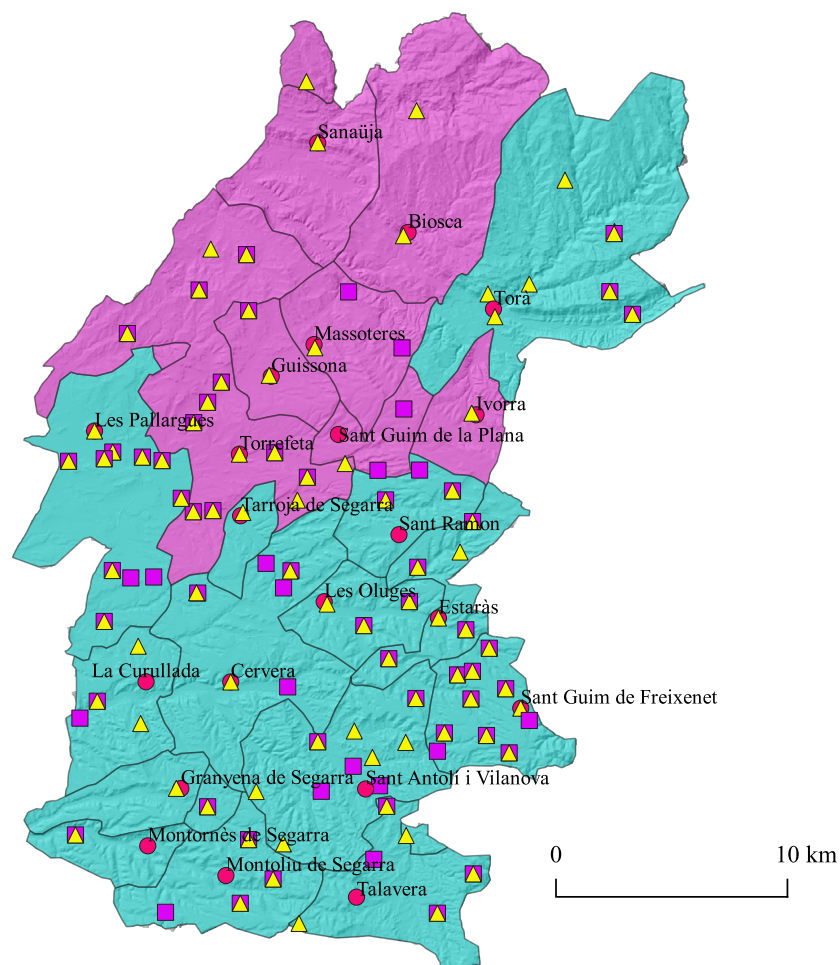 Sanaüja
Biosca
Torà
Massoteres
Guissona
Ivorra
Les Pallargues
Sant Guim de la Plana
Torrefeta
Tarroja de Segarra
Sant Ramon
Les Oluges
Estaràs
La Curullada
Cervera
Sant Guim de Freixenet
Granyena de Segarra
Sant Antolí i Vilanova
Montornès de Segarra
Montoliu de Segarra
Talavera
0
10 km